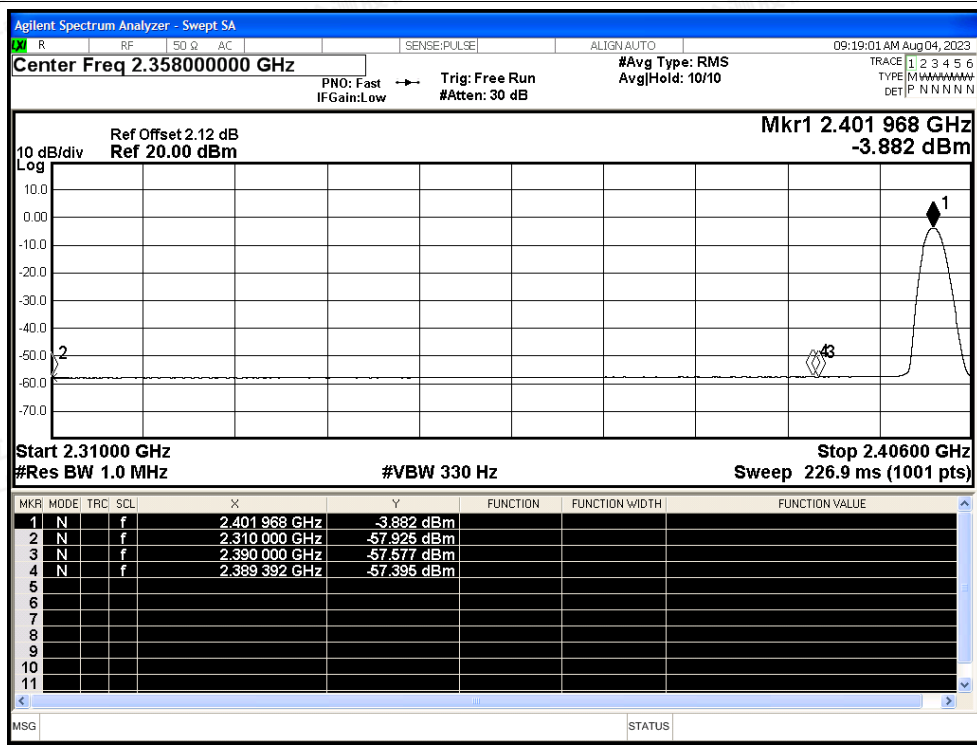 Agilent Spectrum Analyzer - Swept SA
LXI R RF 50 Ω AC SENSE:PULSE ALIGN AUTO 09:19:01 AM Aug 04, 2023
Center Freq 2.358000000 GHz
PNO: Fast Trig: Free Run #Avg Type: RMS TRACE 1 2 3 4 5 6
IFGain:Low #Atten: 30 dB Avg|Hold: 10/10 TYPE M WWWWW
DET P N N N N N
Mkr1 2.401 968 GHz
-3.882 dBm
Ref Offset 2.12 dB
10 dB/div Ref 20.00 dBm
Log
10.0
0.00
-10.0
-20.0
-30.0
-40.0
-50.0
-60.0
-70.0
1
2
43
Start 2.31000 GHz Stop 2.40600 GHz
#Res BW 1.0 MHz #VBW 330 Hz Sweep 226.9 ms (1001 pts)
MKR MODE TRC SCL X Y FUNCTION FUNCTION WIDTH FUNCTION VALUE
1 N f 2.401 968 GHz -3.882 dBm
2 N f 2.310 000 GHz -57.925 dBm
3 N f 2.390 000 GHz -57.577 dBm
4 N f 2.389 392 GHz -57.395 dBm
5
6
7
8
9
10
11
MSG STATUS